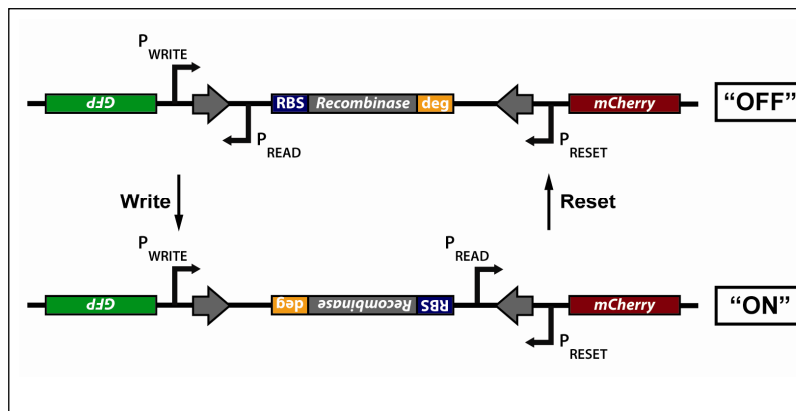 P WRITE
GFP
RBS Recombinase deg
P READ
mCherry
P RESET
“OFF”
Write
Reset
P WRITE
P READ
GFP
deg Recombinase RBS
mCherry
P RESET
“ON”